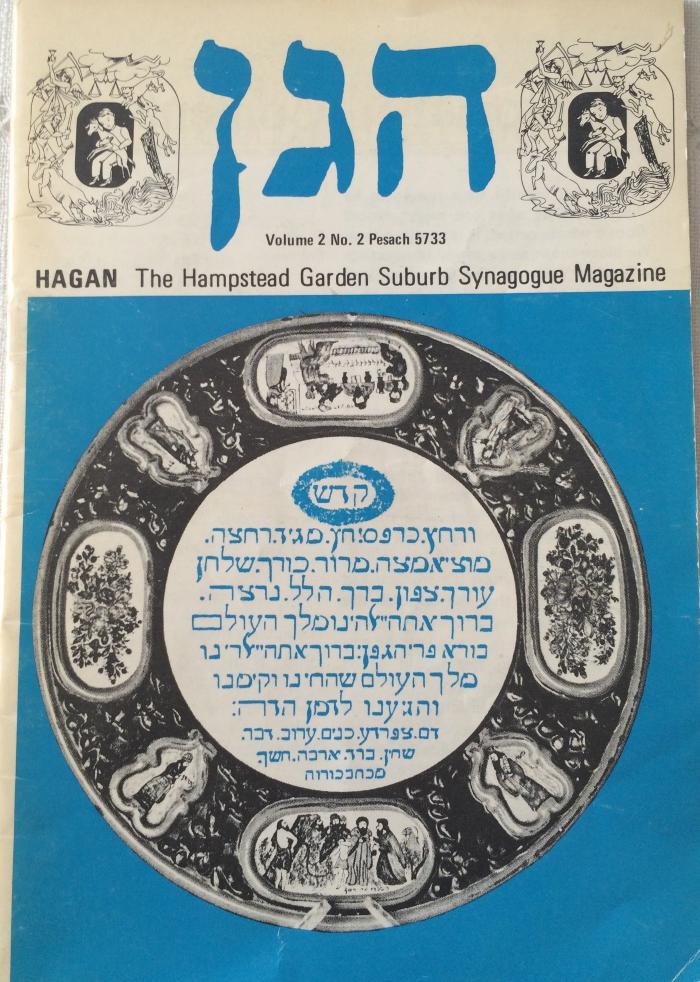 הגן
Volume 2 No. 2 Pesach 5733
HAGAN The Hampstead Garden Suburb Synagogue Magazine
קדש
ורחץ.כרפס.יחץ.מגיד.רחצה.
מוציא מצה.מרור.כורך.שלחן
עורך.צפון.ברך.הלל.נרצה.
ברוך אתה ה׳ אלהינו מלך העולם
בורא פרי הגפן:ברוך אתה ה׳
מלך העולם שהחינו וקימנו
והגיענו לזמן הזה:
דם.צפרדע.כנים.ערוב.דבר.
שחין.ברד.ארבה.חשך
מכת בכורות